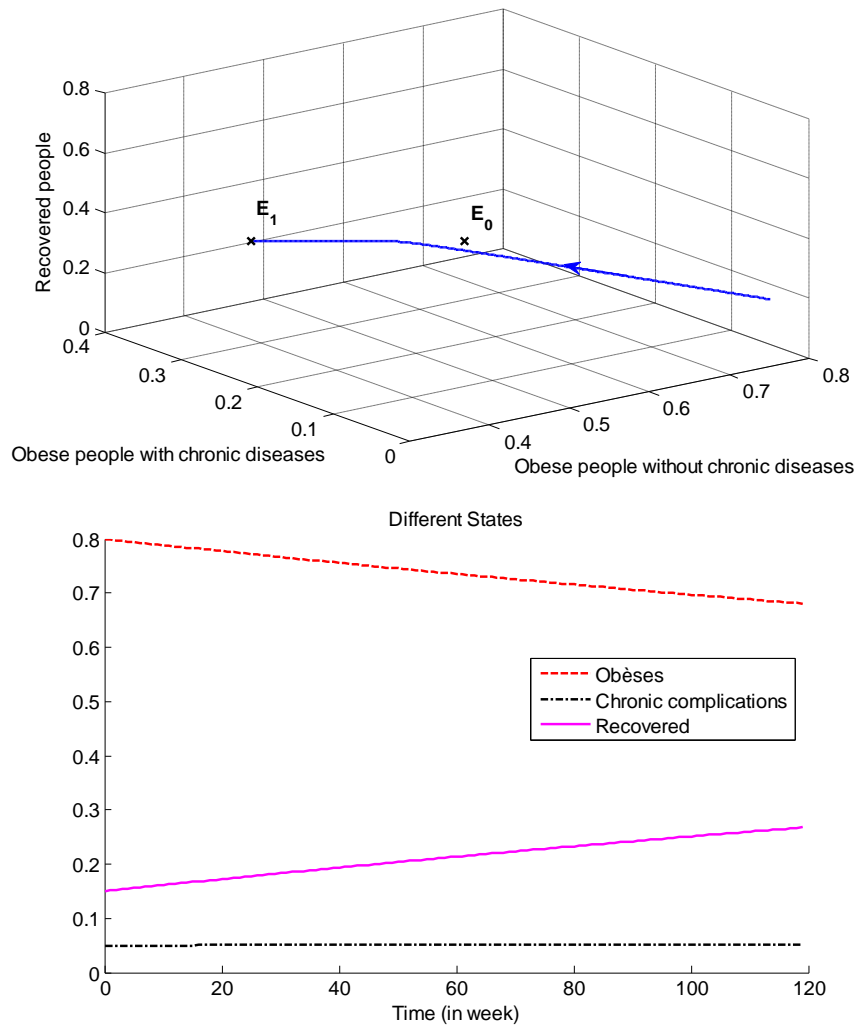 0.8
0.6
0.4
0.2
0
Recovered people
E1
E0
0.4
0.3
0.2
0.1
0
Obese people with chronic diseases
0.4
0.5
0.6
0.7
0.8
Obese people without chronic diseases
Different States
0.8
0.7
0.6
0.5
0.4
0.3
0.2
0.1
0
Obèses
Chronic complications
Recovered
0 20 40 60 80 100 120
Time (in week)